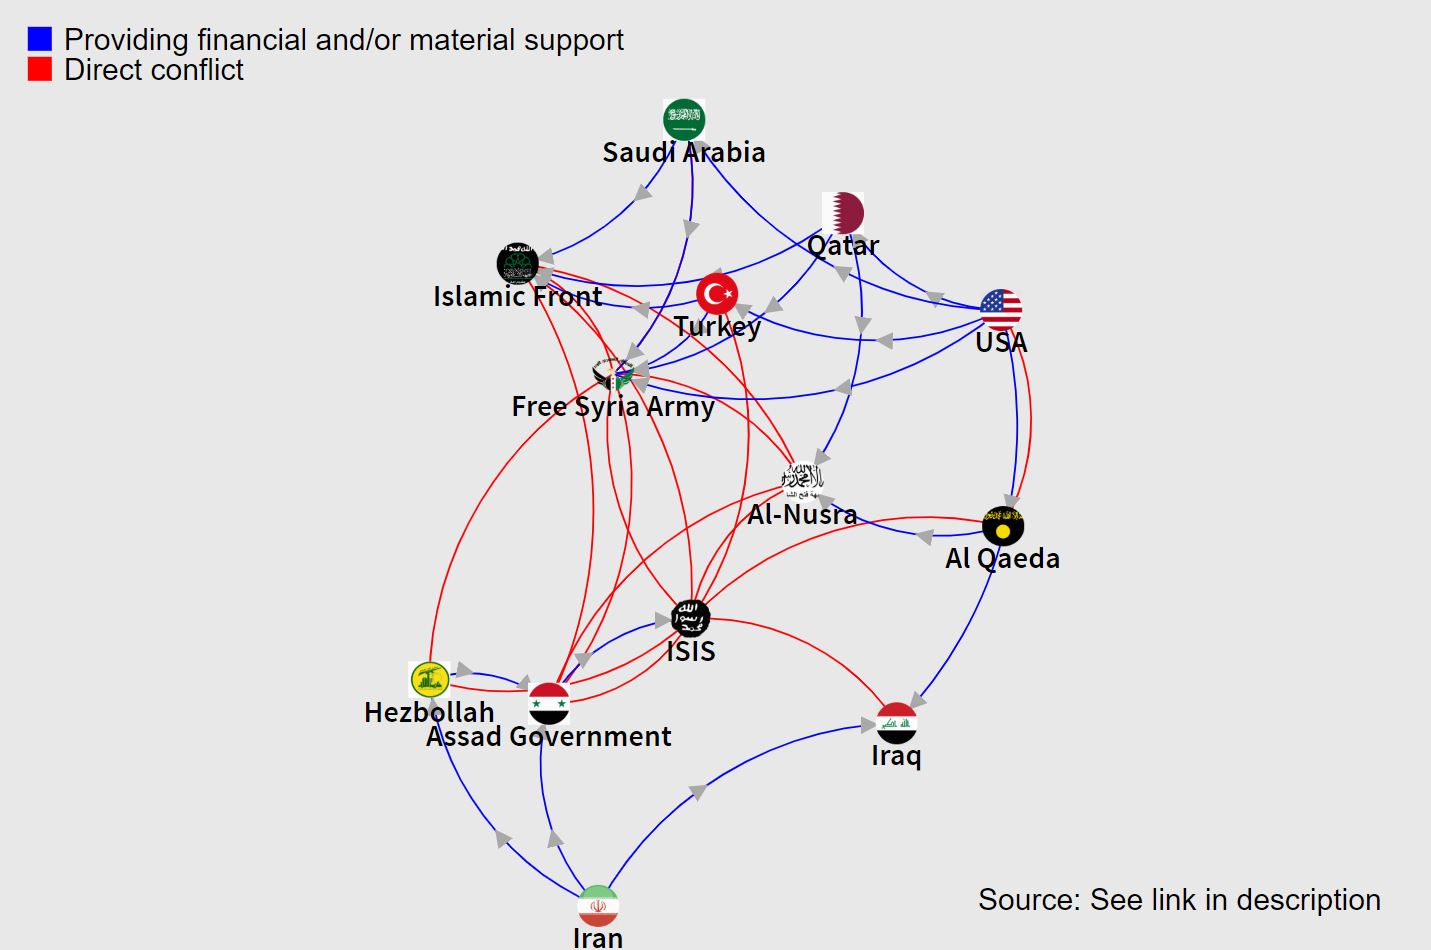 Providing financial and/or material support
Direct conflict
Saudi Arabia
Qatar
Islamic Front
Turkey
USA
Free Syria Army
Al-Nusra
Al Qaeda
ISIS
Hezbollah
Assad Government
Iraq
Source: See link in description
Iran